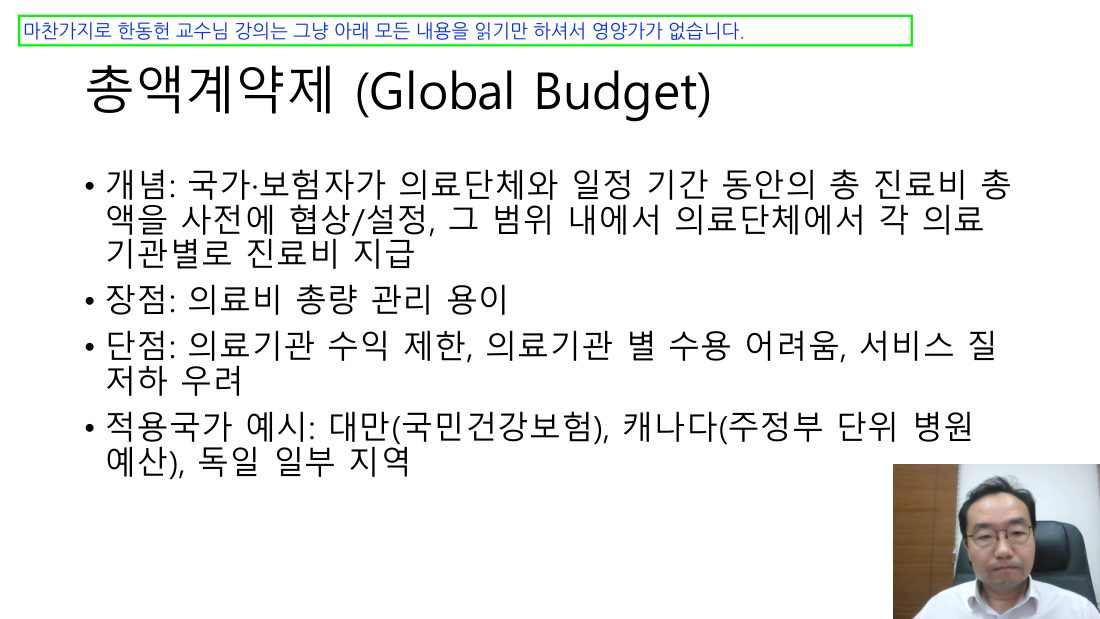 마찬가지로 한동헌 교수님 강의는 그냥 아래 모든 내용을 읽기만 하셔서 영양가가 없습니다.
총액계약제 (Global Budget)
• 개념: 국가·보험자가 의료단체와 일정 기간 동안의 총 진료비 총
액을 사전에 협상/설정, 그 범위 내에서 의료단체에서 각 의료
기관별로 진료비 지급
• 장점: 의료비 총량 관리 용이
• 단점: 의료기관 수익 제한, 의료기관 별 수용 어려움, 서비스 질
저하 우려
• 적용국가 예시: 대만(국민건강보험), 캐나다(주정부 단위 병원
예산), 독일 일부 지역